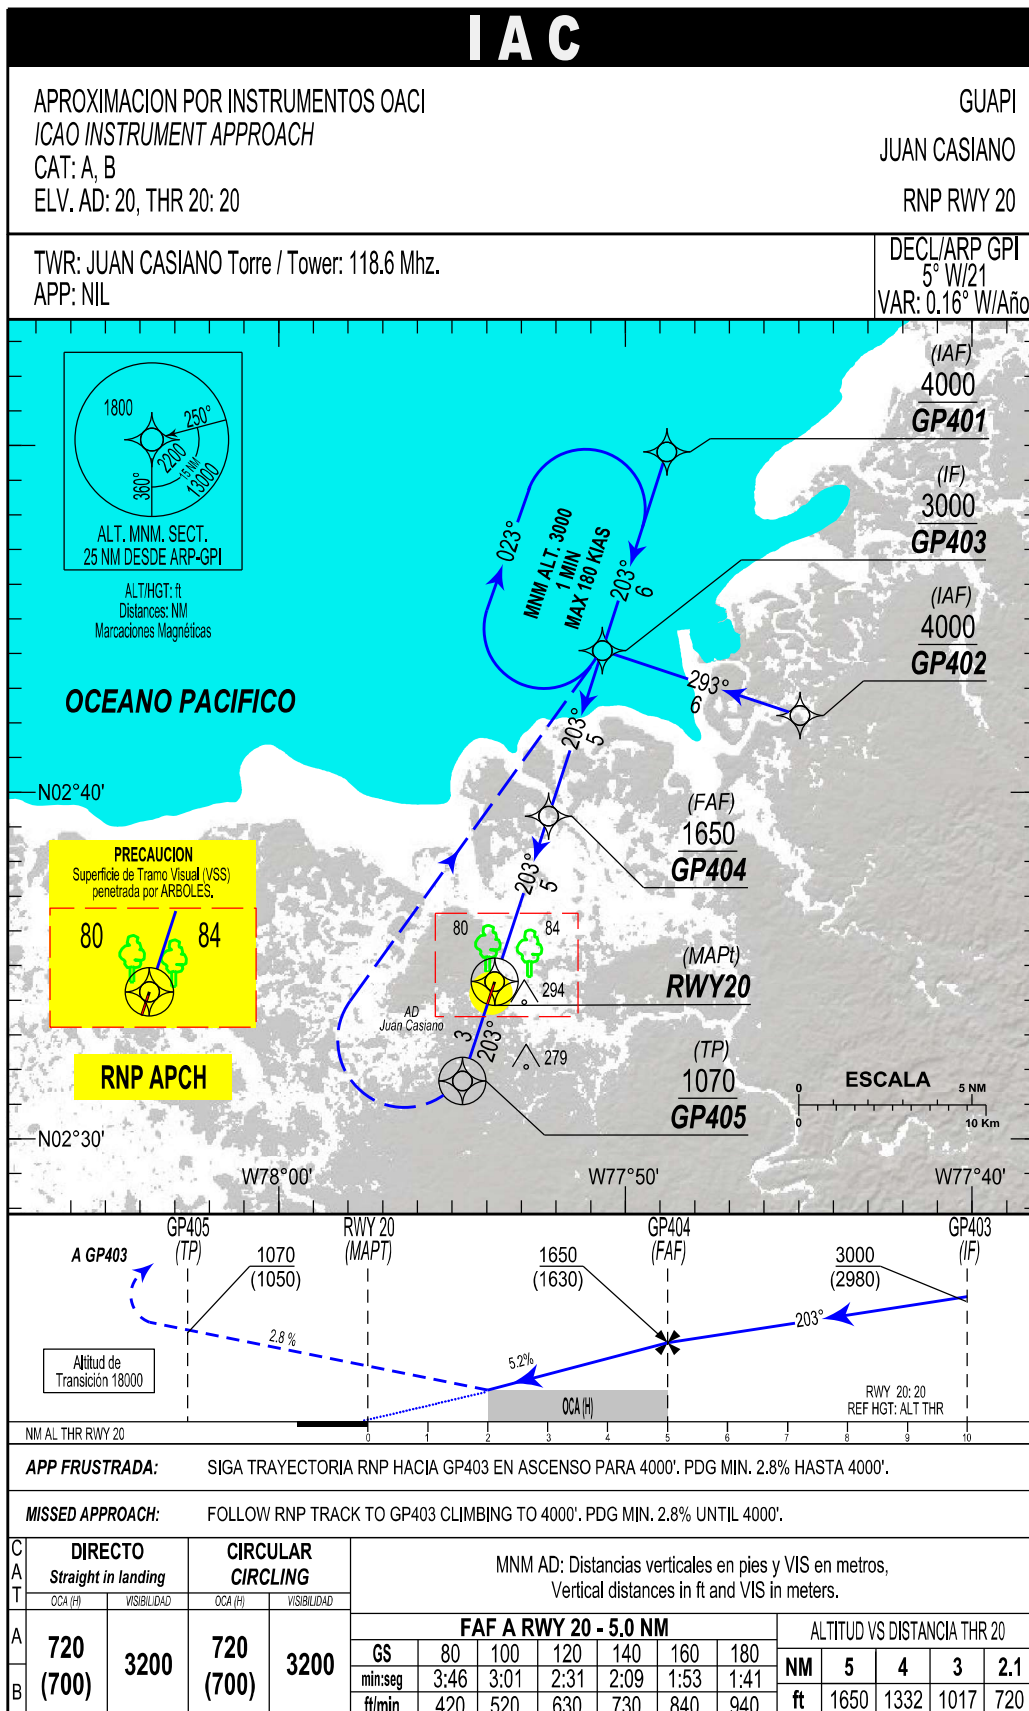 IAC
APROXIMACION POR INSTRUMENTOS OACI
ICAO INSTRUMENT APPROACH
CAT: A, B
ELV. AD: 20, THR 20: 20
GUAPI
JUAN CASIANO
RNP RWY 20
TWR: JUAN CASIANO Torre / Tower: 118.6 Mhz.
APP: NIL
DECL/ARP GPI
5° W/21
VAR: 0.16° W/Año
1800
250°
2200
15 NM
13000
360°
ALT. MNM. SECT.
25 NM DESDE ARP-GPI
ALT/HGT: ft
Distances: NM
Marcaciones Magnéticas
(IAF)
4000
GP401
(IF)
3000
GP403
(IAF)
4000
GP402
023°
MNM ALT. 3000
1 MIN
MAX 180 KIAS
203°
6
293°
6
OCEANO PACIFICO
203°
5
N02°40'
(FAF)
1650
GP404
PRECAUCION
Superficie de Tramo Visual (VSS)
penetrada por ARBOLES.
80
84
203°
5
80
84
294
(MAPt)
RWY20
AD
Juan Casiano
3
203°
279
RNP APCH
(TP)
1070
GP405
ESCALA
0
5 NM
0
10 Km
N02°30'
W78°00'
W77°50'
W77°40'
A GP403
GP405
(TP)
1070
(1050)
RWY 20
(MAPT)
1650
(1630)
GP404
(FAF)
3000
(2980)
GP403
(IF)
203°
2.8 %
5.2%
Altitud de
Transición 18000
OCA (H)
RWY 20: 20
REF HGT: ALT THR
NM AL THR RWY 20
0 1 2 3 4 5 6 7 8 9 10
APP FRUSTRADA: SIGA TRAYECTORIA RNP HACIA GP403 EN ASCENSO PARA 4000'. PDG MIN. 2.8% HASTA 4000'.
MISSED APPROACH: FOLLOW RNP TRACK TO GP403 CLIMBING TO 4000'. PDG MIN. 2.8% UNTIL 4000'.
CAT
DIRECTO
Straight in landing
CIRCULAR
CIRCLING
OCA (H) VISIBILIDAD OCA (H) VISIBILIDAD
A
B
720
(700)
3200
720
(700)
3200
MNM AD: Distancias verticales en pies y VIS en metros,
Vertical distances in ft and VIS in meters.
FAF A RWY 20 - 5.0 NM
GS 80 100 120 140 160 180
min:seg 3:46 3:01 2:31 2:09 1:53 1:41
ft/min 420 520 630 730 840 940
ALTITUD VS DISTANCIA THR 20
NM 5 4 3 2.1
ft 1650 1332 1017 720